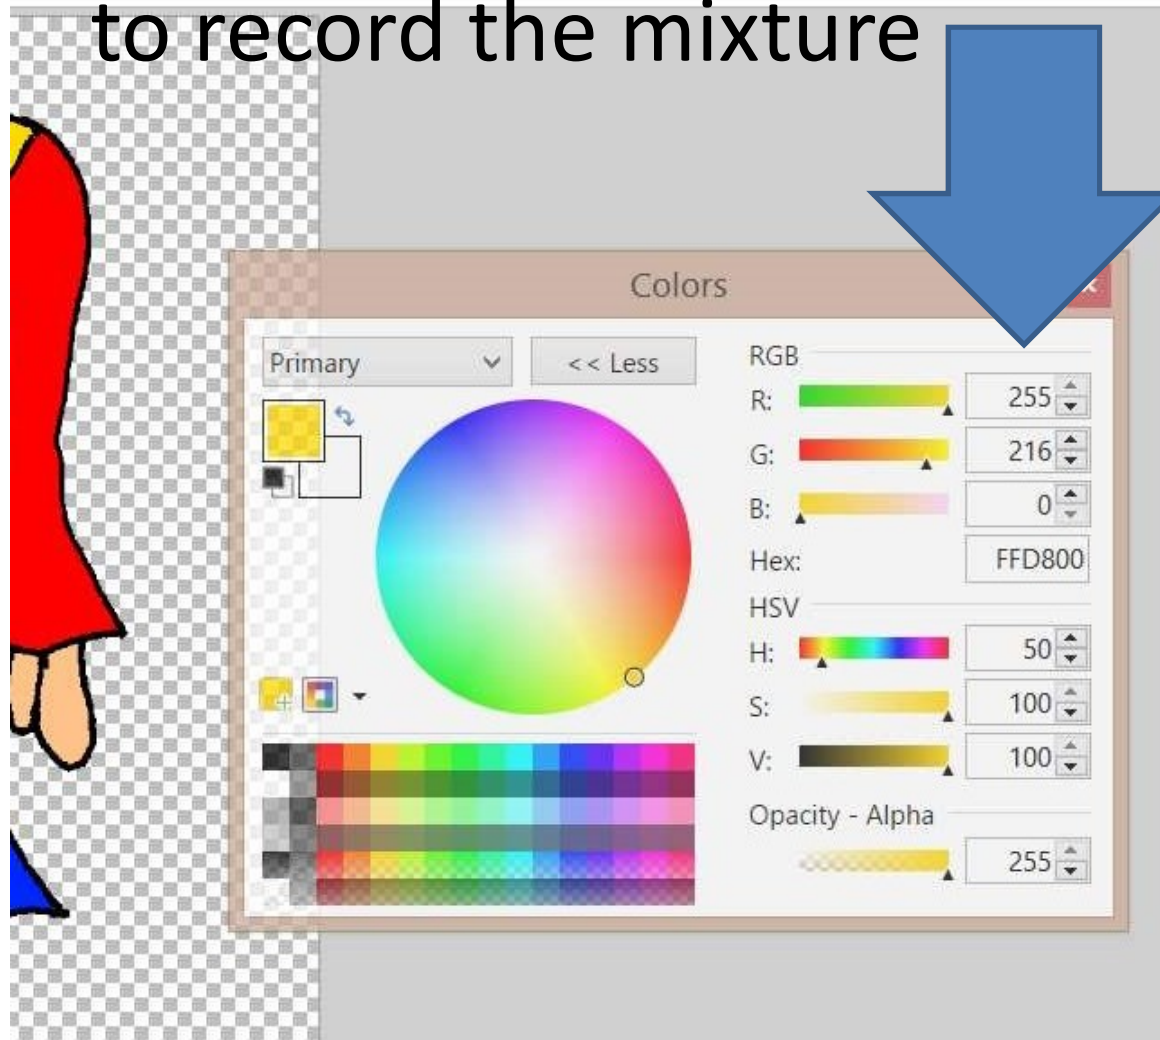 to record the mixture
Colors
Primary
<< Less
RGB
R: 255
G: 216
B: 0
Hex: FFD800
HSV
H: 50
S: 100
V: 100
Opacity - Alpha
255